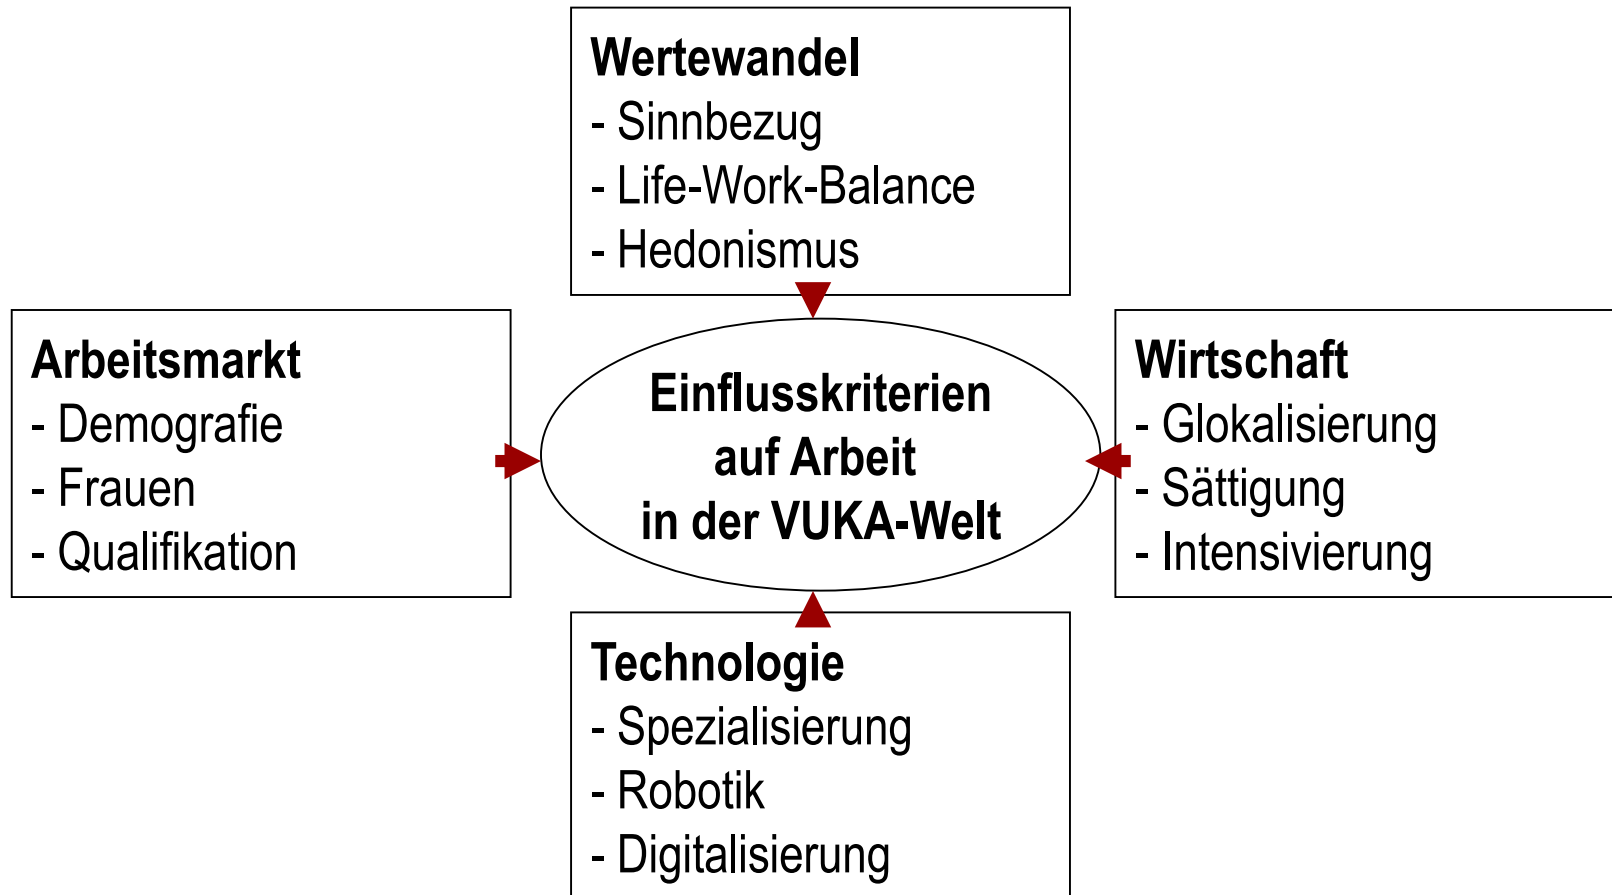 Wertewandel
- Sinnbezug
- Life-Work-Balance
- Hedonismus
Arbeitsmarkt
- Demografie
- Frauen
- Qualifikation
Einflusskriterien
auf Arbeit
in der VUKA-Welt
Wirtschaft
- Glokalisierung
- Sättigung
- Intensivierung
Technologie
- Spezialisierung
- Robotik
- Digitalisierung